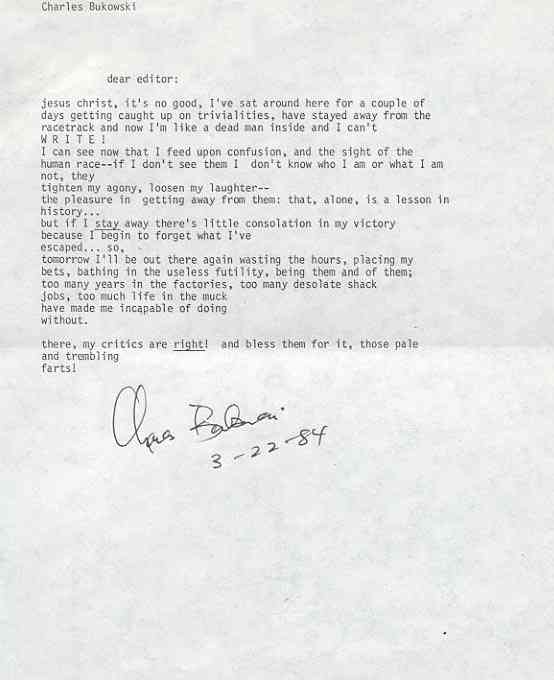 Charles Bukowski
dear editor:
jesus christ, it's no good, I've sat around here for a couple of
days getting caught up on trivialities, have stayed away from the
racetrack and now I'm like a dead man inside and I can't
W R I T E !
I can see now that I feed upon confusion, and the sight of the
human race--if I don't see them I  don't know who I am or what I am
not, they
tighten my agony, loosen my laughter--
the pleasure in  getting away from them: that, alone, is a lesson in
history...
but if I stay away there's little consolation in my victory
because I begin to forget what I've
escaped... so,
tomorrow I'll be out there again wasting the hours, placing my
bets, bathing in the useless futility, being them and of them;
too many years in the factories, too many desolate shack
jobs, too much life in the muck
have made me incapable of doing
without.
there, my critics are right!  and bless them for it, those pale
and trembling
farts!
Charles Bukowski
3-22-84